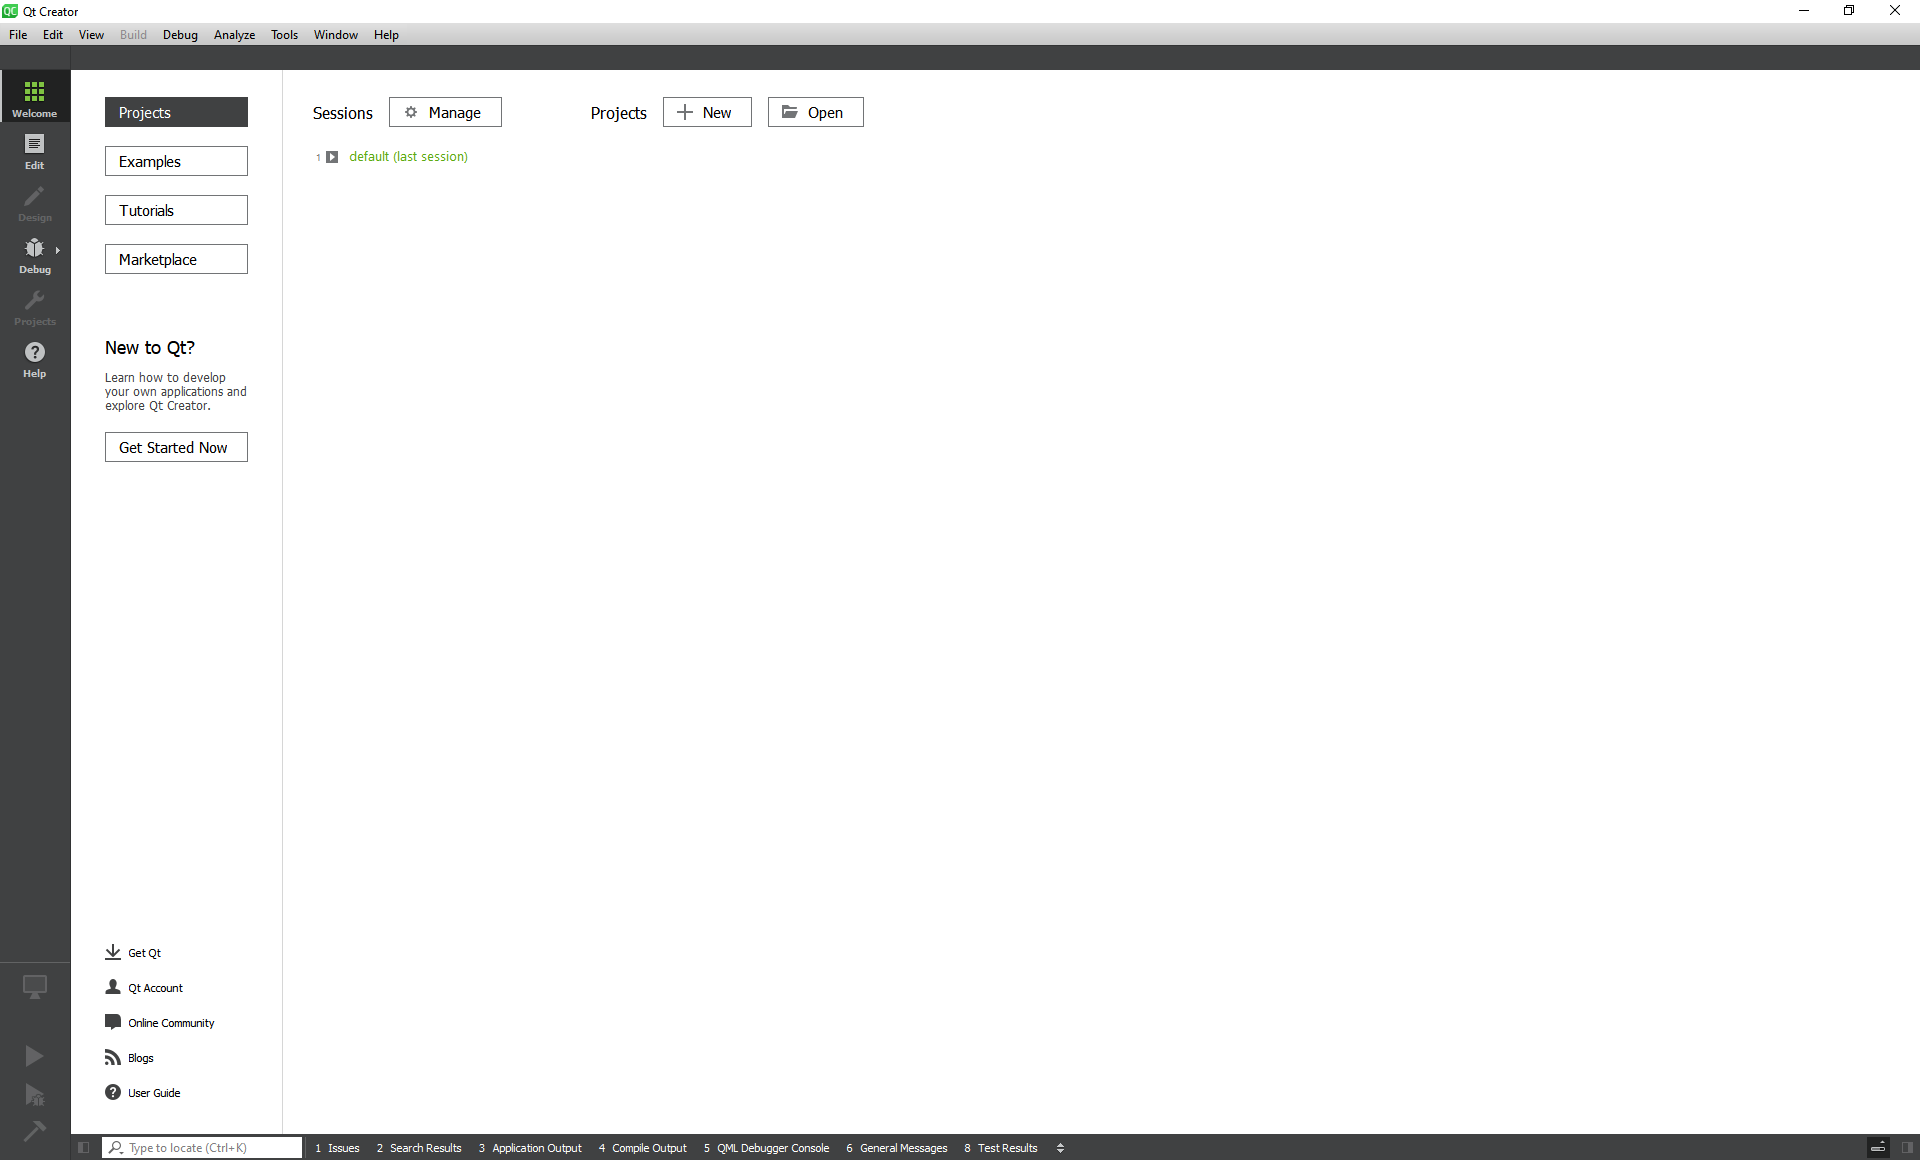 Qt Creator
File Edit View Build Debug Analyze Tools Window Help
Welcome
Edit
Design
Debug
Projects
Help
Projects
Examples
Tutorials
Marketplace
New to Qt?
Learn how to develop
your own applications and
explore Qt Creator.
Get Started Now
Get Qt
Qt Account
Online Community
Blogs
User Guide
Sessions Manage
1 default (last session)
Projects New Open
Type to locate (Ctrl+K) 1 Issues 2 Search Results 3 Application Output 4 Compile Output 5 QML Debugger Console 6 General Messages 8 Test Results